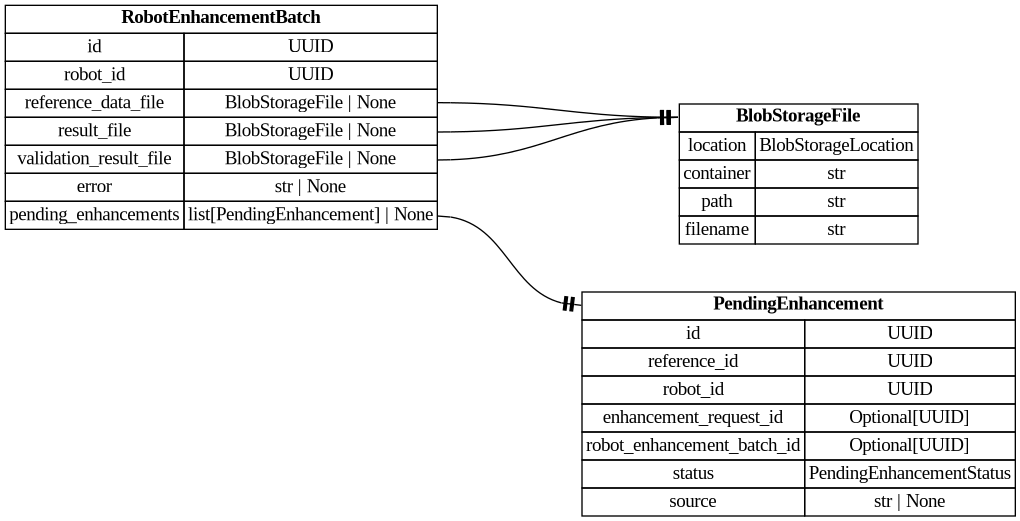 RobotEnhancementBatch
id UUID
robot_id UUID
reference_data_file BlobStorageFile | None
result_file BlobStorageFile | None
validation_result_file BlobStorageFile | None
error str | None
pending_enhancements list[PendingEnhancement] | None
BlobStorageFile
location BlobStorageLocation
container str
path str
filename str
PendingEnhancement
id UUID
reference_id UUID
robot_id UUID
enhancement_request_id Optional[UUID]
robot_enhancement_batch_id Optional[UUID]
status PendingEnhancementStatus
source str | None